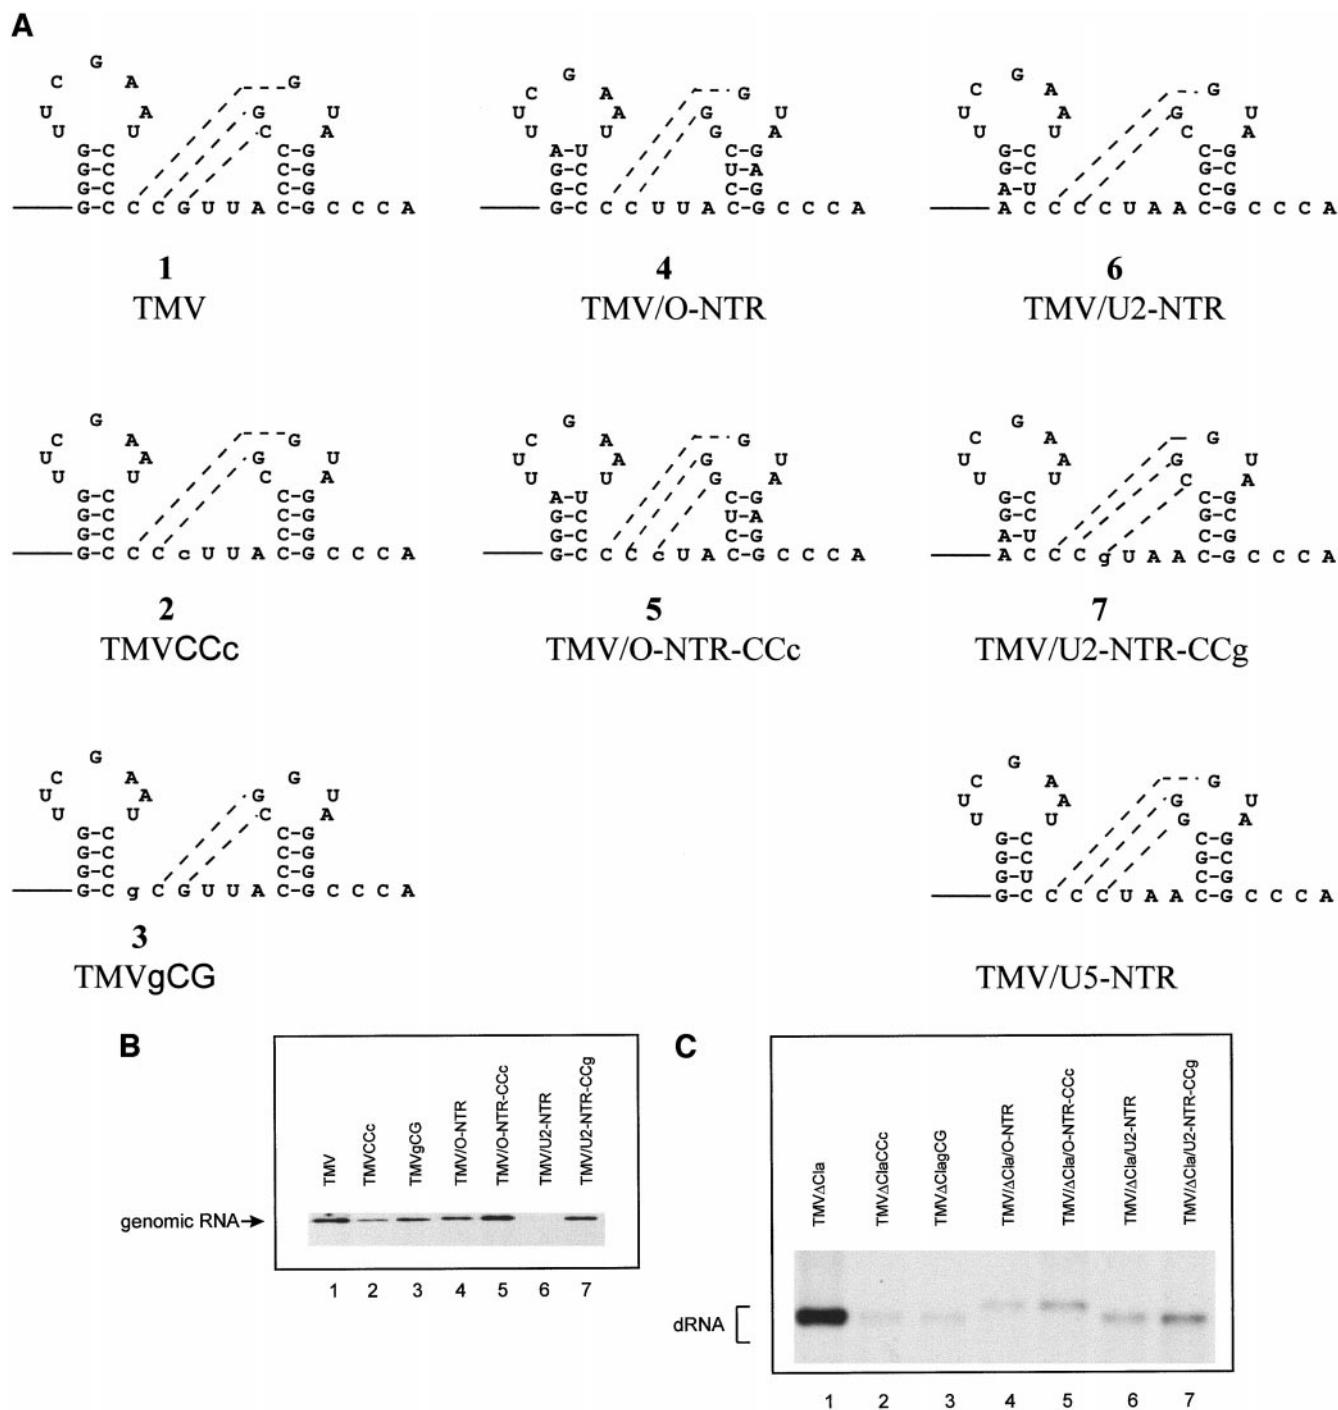 A
G
C A G
U A G U
U U C A
G-C C-G
G-C C-G
G-C C-G
G-C C C G U U A C-G C C C A
1
TMV
G
C A G
U A G U
U U G A
A-U C-G
G-C U-A
G-C C-G
G-C C C U U A C-G C C C A
4
TMV/O-NTR
G
C A G
U A G U
U U C A
G-C C-G
G-C G-C
A-U C-G
A C C C C U A A C-G C C C A
6
TMV/U2-NTR
G
C A G
U A G U
U U C A
G-C C-G
G-C C-G
G-C C-G
G-C C C c U U A C-G C C C A
2
TMVCCc
G
C A G
U A G U
U U G A
A-U C-G
G-C U-A
G-C C-G
G-C C C c U A C-G C C C A
5
TMV/O-NTR-CCc
G
C A G
U A G U
U U C A
G-C C-G
G-C G-C
A-U C-G
A C C C g U A A C-G C C C A
7
TMV/U2-NTR-CCg
G
C A G
U A G U
U U C A
G-C C-G
G-C C-G
G-C C-G
G-C g C G U U A C-G C C C A
3
TMVgCG
G
C A G
U A G U
U U G A
G-C C-G
G-C G-C
G-U C-G
G-C C C C U A A C-G C C C A
TMV/U5-NTR
B
TMV
TMVCCc
TMVgCG
TMV/O-NTR
TMV/O-NTR-CCc
TMV/U2-NTR
TMV/U2-NTR-CCg
genomic RNA
1 2 3 4 5 6 7
C
TMVΔCla
TMVΔClaCCc
TMVΔClagCG
TMV/ΔCla/O-NTR
TMV/ΔCla/O-NTR-CCc
TMV/ΔCla/U2-NTR
TMV/ΔCla/U2-NTR-CCg
dRNA
1 2 3 4 5 6 7